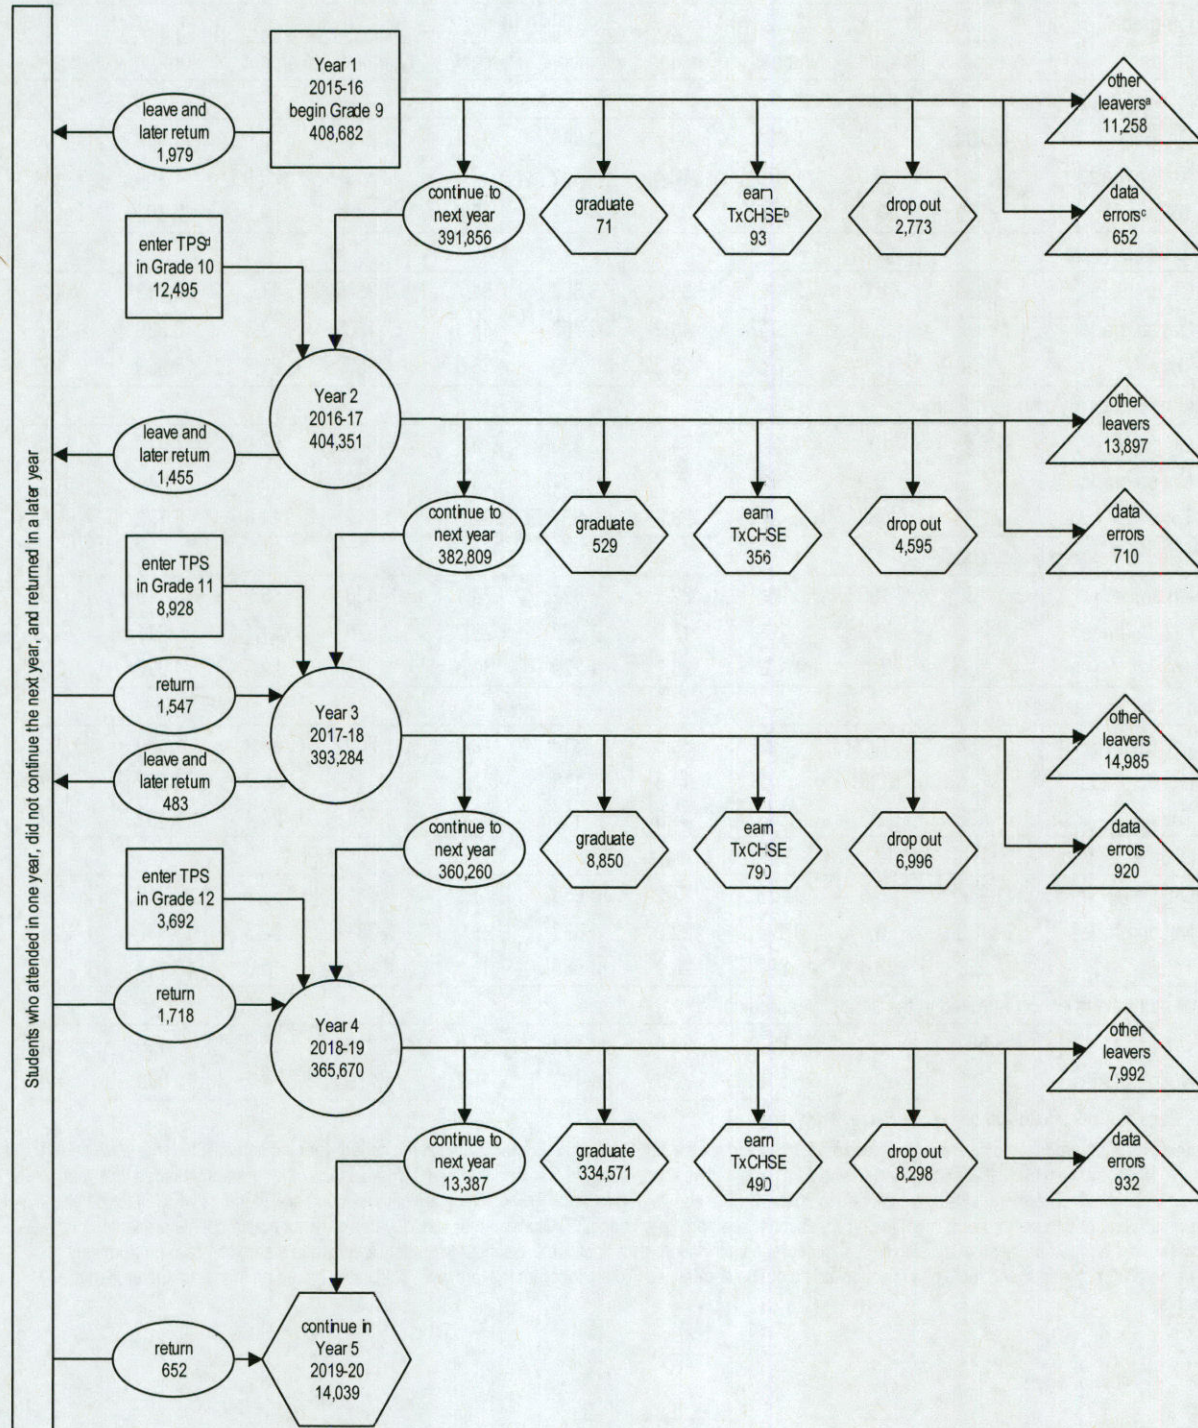 Students who attended in one year, did not continue the next year, and returned in a later year
Year 1
2015-16
begin Grade 9
408,682
leave and
later return
1,979
other
leaversᵃ
11,258
continue to
next year
391,856
graduate
71
earn
TxCHSEᵇ
93
drop out
2,773
data
errorsᶜ
652
enter TPSᵈ
in Grade 10
12,495
Year 2
2016-17
404,351
leave and
later return
1,455
other
leavers
13,897
continue to
next year
382,809
graduate
529
earn
TxCHSE
356
drop out
4,595
data
errors
710
enter TPS
in Grade 11
8,928
return
1,547
Year 3
2017-18
393,284
leave and
later return
483
other
leavers
14,985
continue to
next year
360,260
graduate
8,850
earn
TxCHSE
790
drop out
6,996
data
errors
920
enter TPS
in Grade 12
3,692
return
1,718
Year 4
2018-19
365,670
other
leavers
7,992
continue to
next year
13,387
graduate
334,571
earn
TxCHSE
490
drop out
8,298
data
errors
932
return
652
continue in
Year 5
2019-20
14,039